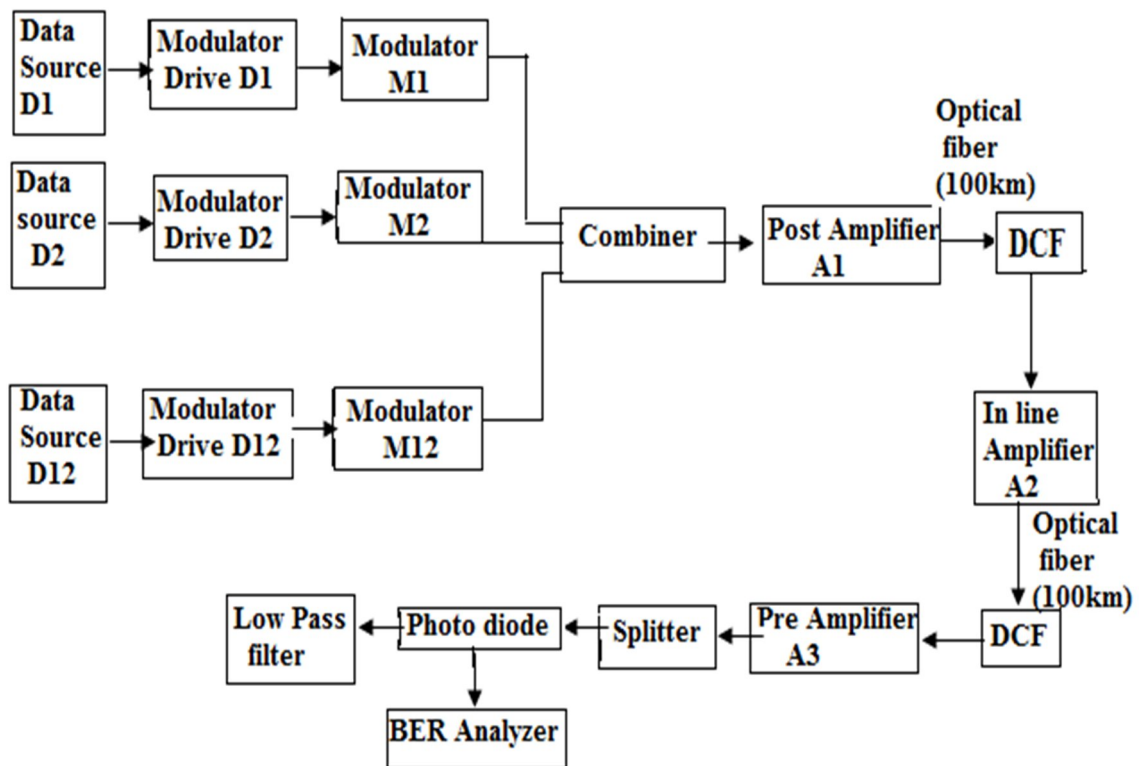 Data
Source
D1
Modulator
Drive D1
Modulator
M1
Data
source
D2
Modulator
Drive D2
Modulator
M2
Data
Source
D12
Modulator
Drive D12
Modulator
M12
Combiner
Post Amplifier
A1
Optical
fiber
(100km)
DCF
In line
Amplifier
A2
Optical
fiber
(100km)
DCF
Pre Amplifier
A3
Splitter
Photo diode
Low Pass
filter
BER Analyzer